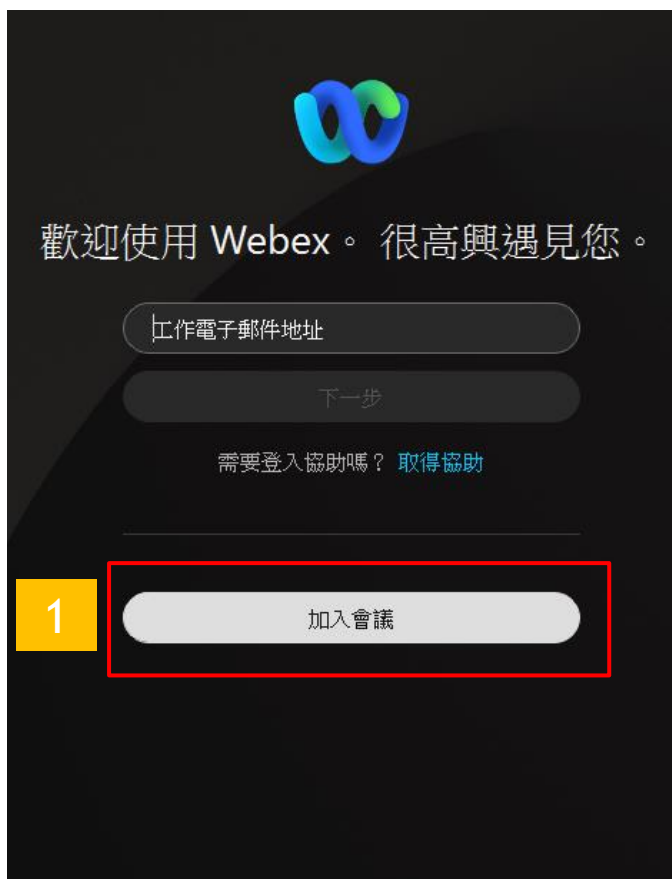 歡迎使用 Webex。 很高興遇見您。
工作電子郵件地址
下一步
需要登入協助嗎？ 取得協助
1
加入會議